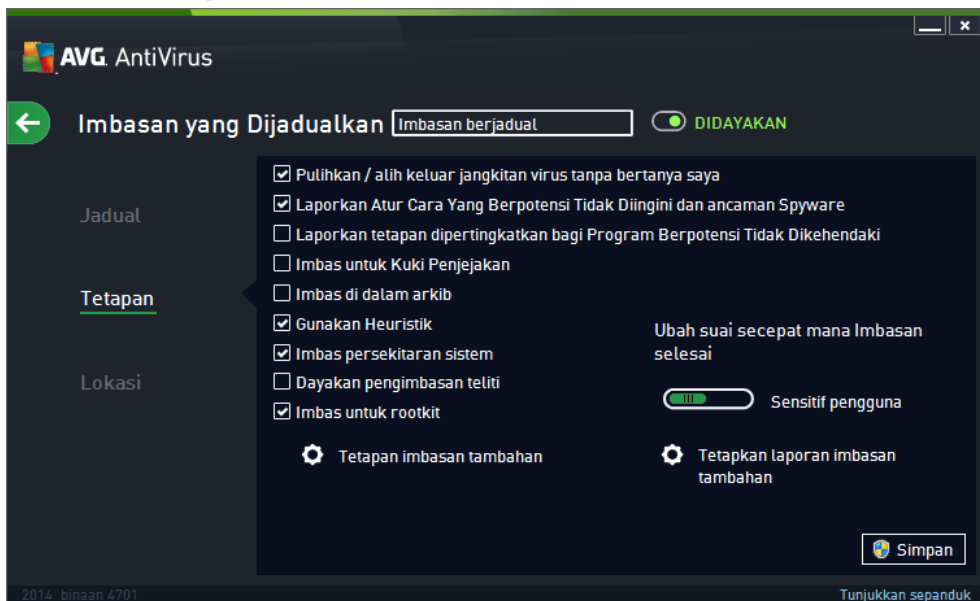 AVG. AntiVirus
Imbasan yang Dijadualkan
Imbasan berjadual
DIDAYAKAN
Jadual
Tetapan
Lokasi
Pulihkan / alih keluar jangkitan virus tanpa bertanya saya
Laporkan Atur Cara Yang Berpotensi Tidak Diingini dan ancaman Spyware
Laporkan tetapan dipertingkatkan bagi Program Berpotensi Tidak Dikehendaki
Imbas untuk Kuki Penjejakan
Imbas di dalam arkib
Gunakan Heuristik
Imbas persekitaran sistem
Dayakan pengimbasan teliti
Imbas untuk rootkit
Tetapan imbasan tambahan
Ubah suai secepat mana Imbasan
selesai
Sensitif pengguna
Tetapkan laporan imbasan
tambahan
Simpan
2014 binaan 4701
Tunjukkan sepanduk